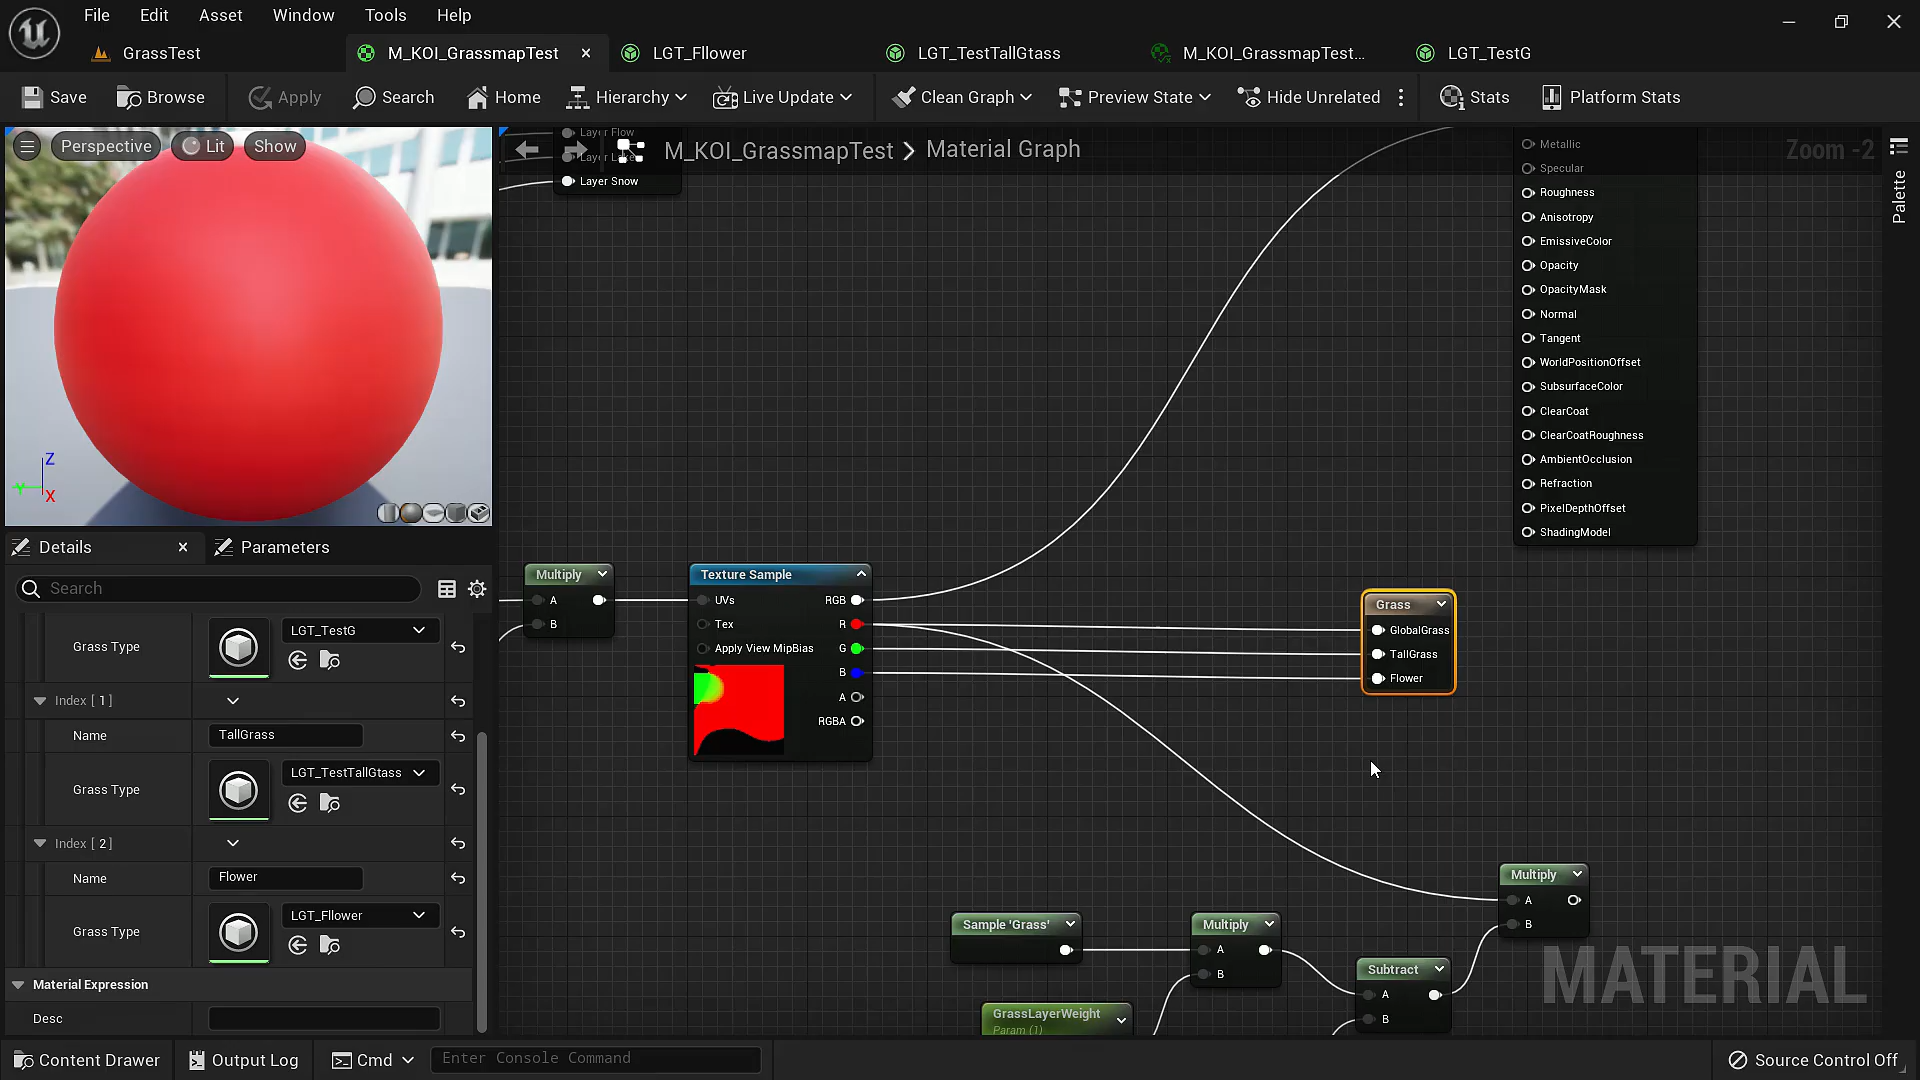 File Edit Asset Window Tools Help
GrassTest M_KOI_GrassmapTest LGT_Fllower LGT_TestTallGtass M_KOI_GrassmapTest... LGT_TestG
Save Browse Apply Search Home Hierarchy Live Update Clean Graph Preview State Hide Unrelated Stats Platform Stats
Perspective Lit Show
Layer Flow
Layer Snow
M_KOI_GrassmapTest > Material Graph
Zoom -2
Palette
Metallic
Specular
Roughness
Anisotropy
EmissiveColor
Opacity
OpacityMask
Normal
Tangent
WorldPositionOffset
SubsurfaceColor
ClearCoat
ClearCoatRoughness
AmbientOcclusion
Refraction
PixelDepthOffset
ShadingModel
Z
Y
X
Details Parameters
Search
Grass Type LGT_TestG
Index [ 1 ]
Name TallGrass
Grass Type LGT_TestTallGtass
Index [ 2 ]
Name Flower
Grass Type LGT_Fllower
Material Expression
Desc
Multiply
A
B
Texture Sample
UVs RGB
Tex R
Apply View MipBias G
B
A
RGBA
Grass
GlobalGrass
TallGrass
Flower
Multiply
A
B
Sample 'Grass'
Multiply
A
B
Subtract
A
B
GrassLayerWeight
Param (1)
MATERIAL
Content Drawer Output Log Cmd Enter Console Command Source Control Off